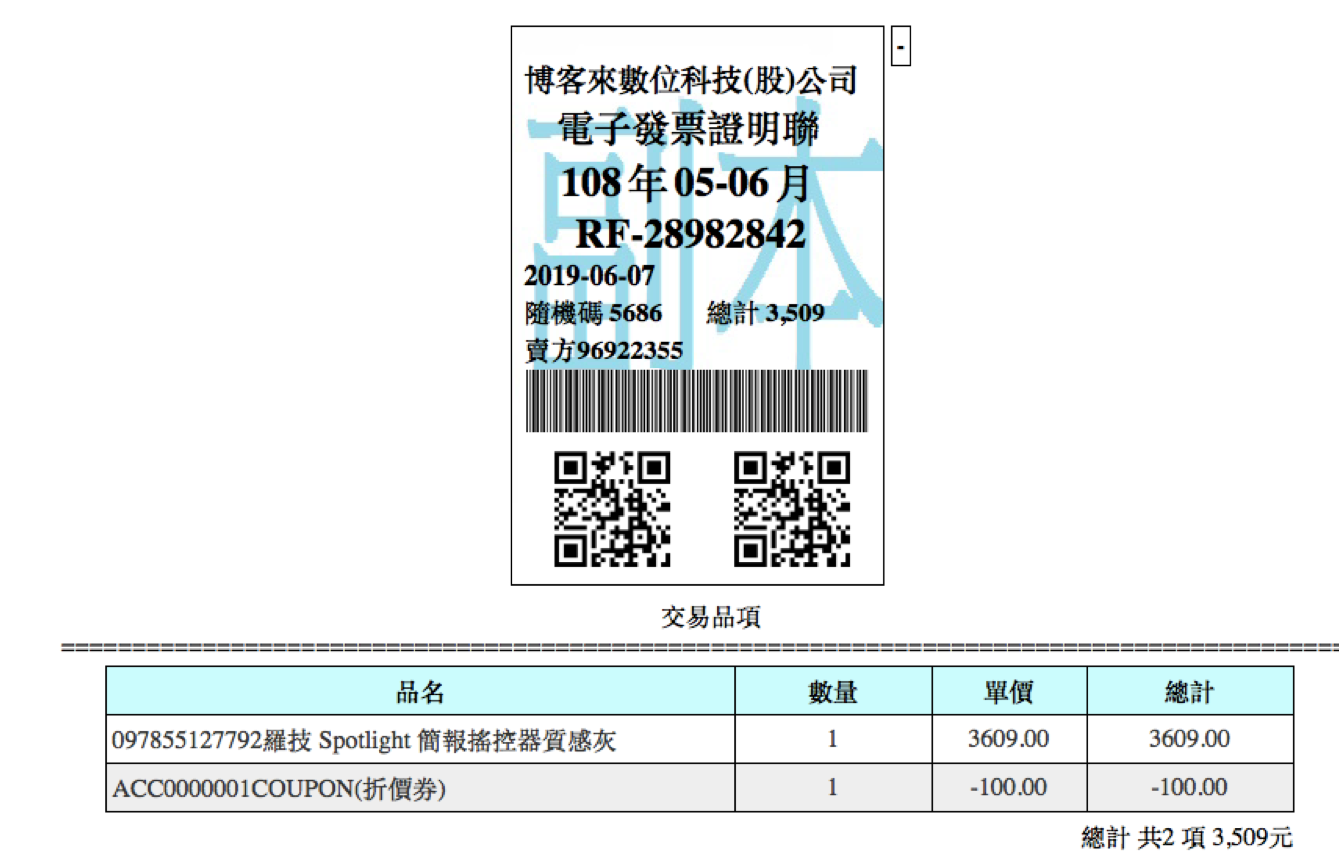 博客來數位科技(股)公司
-
電子發票證明聯
108年05-06月
RF-28982842
副本
2019-06-07
隨機碼 5686 總計 3,509
賣方96922355
交易品項
品名 數量 單價 總計
097855127792羅技 Spotlight 簡報搖控器質感灰 1 3609.00 3609.00
ACC0000001COUPON(折價券) 1 -100.00 -100.00
總計 共2 項 3,509元